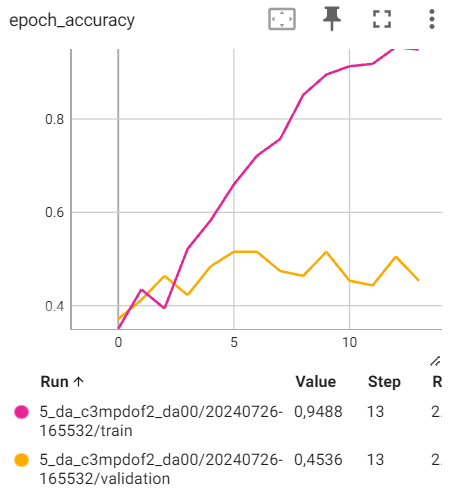 epoch_accuracy
0.8
0.6
0.4
0 5 10
Run ↑ Value Step R
5_da_c3mpdof2_da00/20240726- 0,9488 13 2.
165532/train
5_da_c3mpdof2_da00/20240726- 0,4536 13 2.
165532/validation